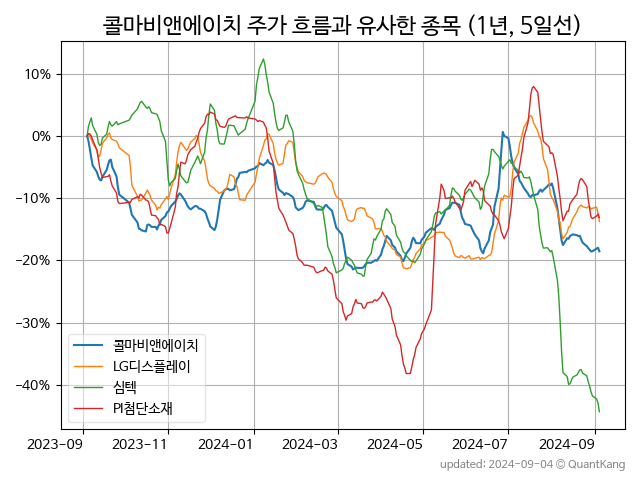 콜마비앤에이치 주가 흐름과 유사한 종목 (1년, 5일선)
10%
0%
−10%
−20%
−30%
−40%
콜마비앤에이치
LG디스플레이
심텍
PI첨단소재
2023-09 2023-11 2024-01 2024-03 2024-05 2024-07 2024-09
updated: 2024-09-04 © QuantKang